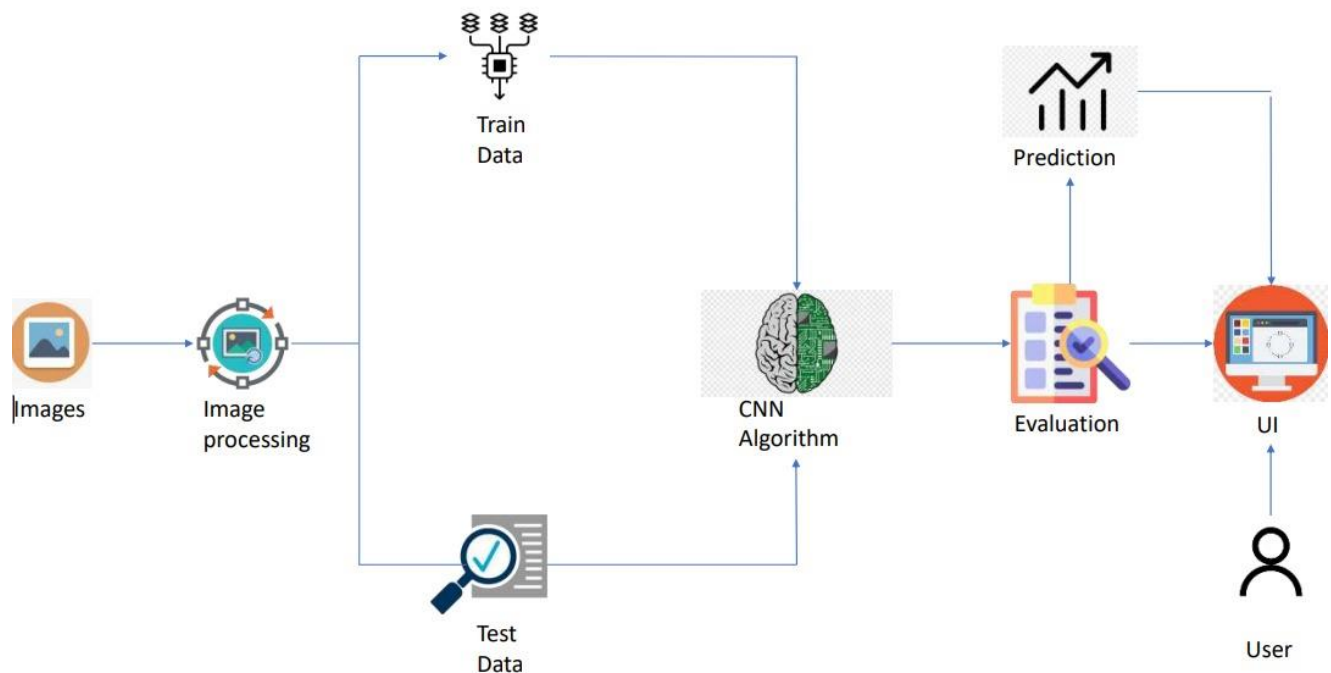 Train
Data
Prediction
Images
Image
processing
CNN
Algorithm
Evaluation
UI
Test
Data
User